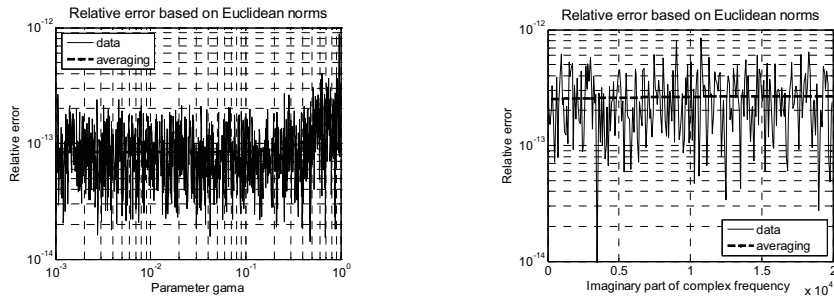 Relative error based on Euclidean norms
10^-12
data
averaging
10^-13
Relative error
10^-14
10^-3
10^-2
10^-1
10^0
Parameter gama
Relative error based on Euclidean norms
10^-12
10^-13
Relative error
data
averaging
10^-14
0
0.5
1
1.5
2
Imaginary part of complex frequency
x 10^4